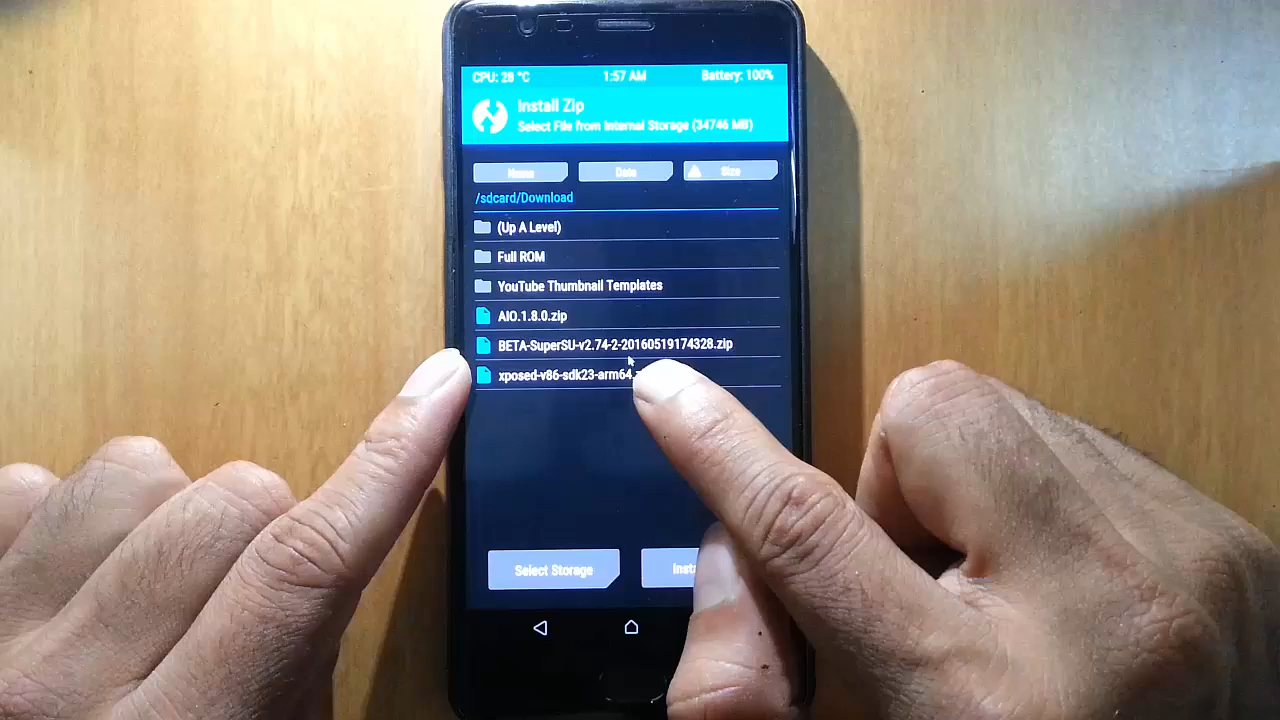 CPU: 28 °C 1:57 AM Battery: 100%
Install Zip
Select File from Internal Storage (34746 MB)
Name Date Size
/sdcard/Download
(Up A Level)
Full ROM
YouTube Thumbnail Templates
AIO.1.8.0.zip
BETA-SuperSU-v2.74-2-20160519174328.zip
xposed-v86-sdk23-arm64
Select Storage